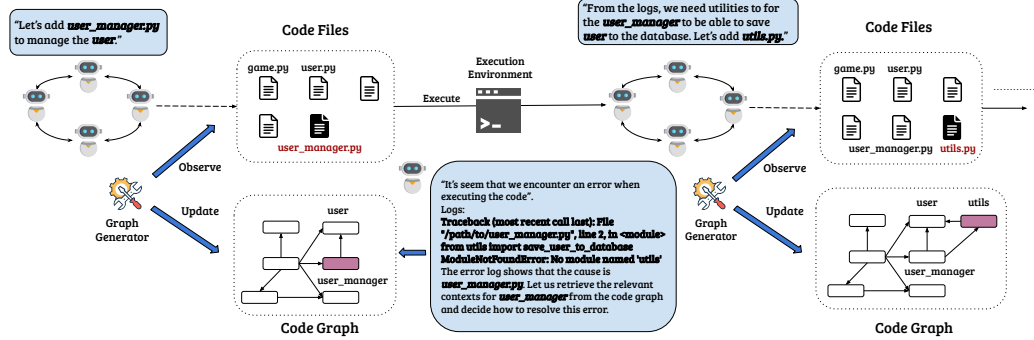 “Let’s add user_manager.py
to manage the user.”
Code Files
game.py user.py
user_manager.py
Observe
Graph
Generator
Update
user
user_manager
Code Graph
Execution
Environment
Execute
>_
“It’s seem that we encounter an error when
executing the code”.
Logs:
Traceback (most recent call last): File
"/path/to/user_manager.py", line 2, in <module>
from utils import save_user_to_database
ModuleNotFoundError: No module named 'utils'
The error log shows that the cause is
user_manager.py. Let us retrieve the relevant
contexts for user_manager from the code graph
and decide how to resolve this error.
“From the logs, we need utilities to for
the user_manager to be able to save
user to the database. Let’s add utils.py.”
Code Files
game.py user.py
user_manager.py utils.py
Observe
Graph
Generator
Update
user utils
user_manager
Code Graph